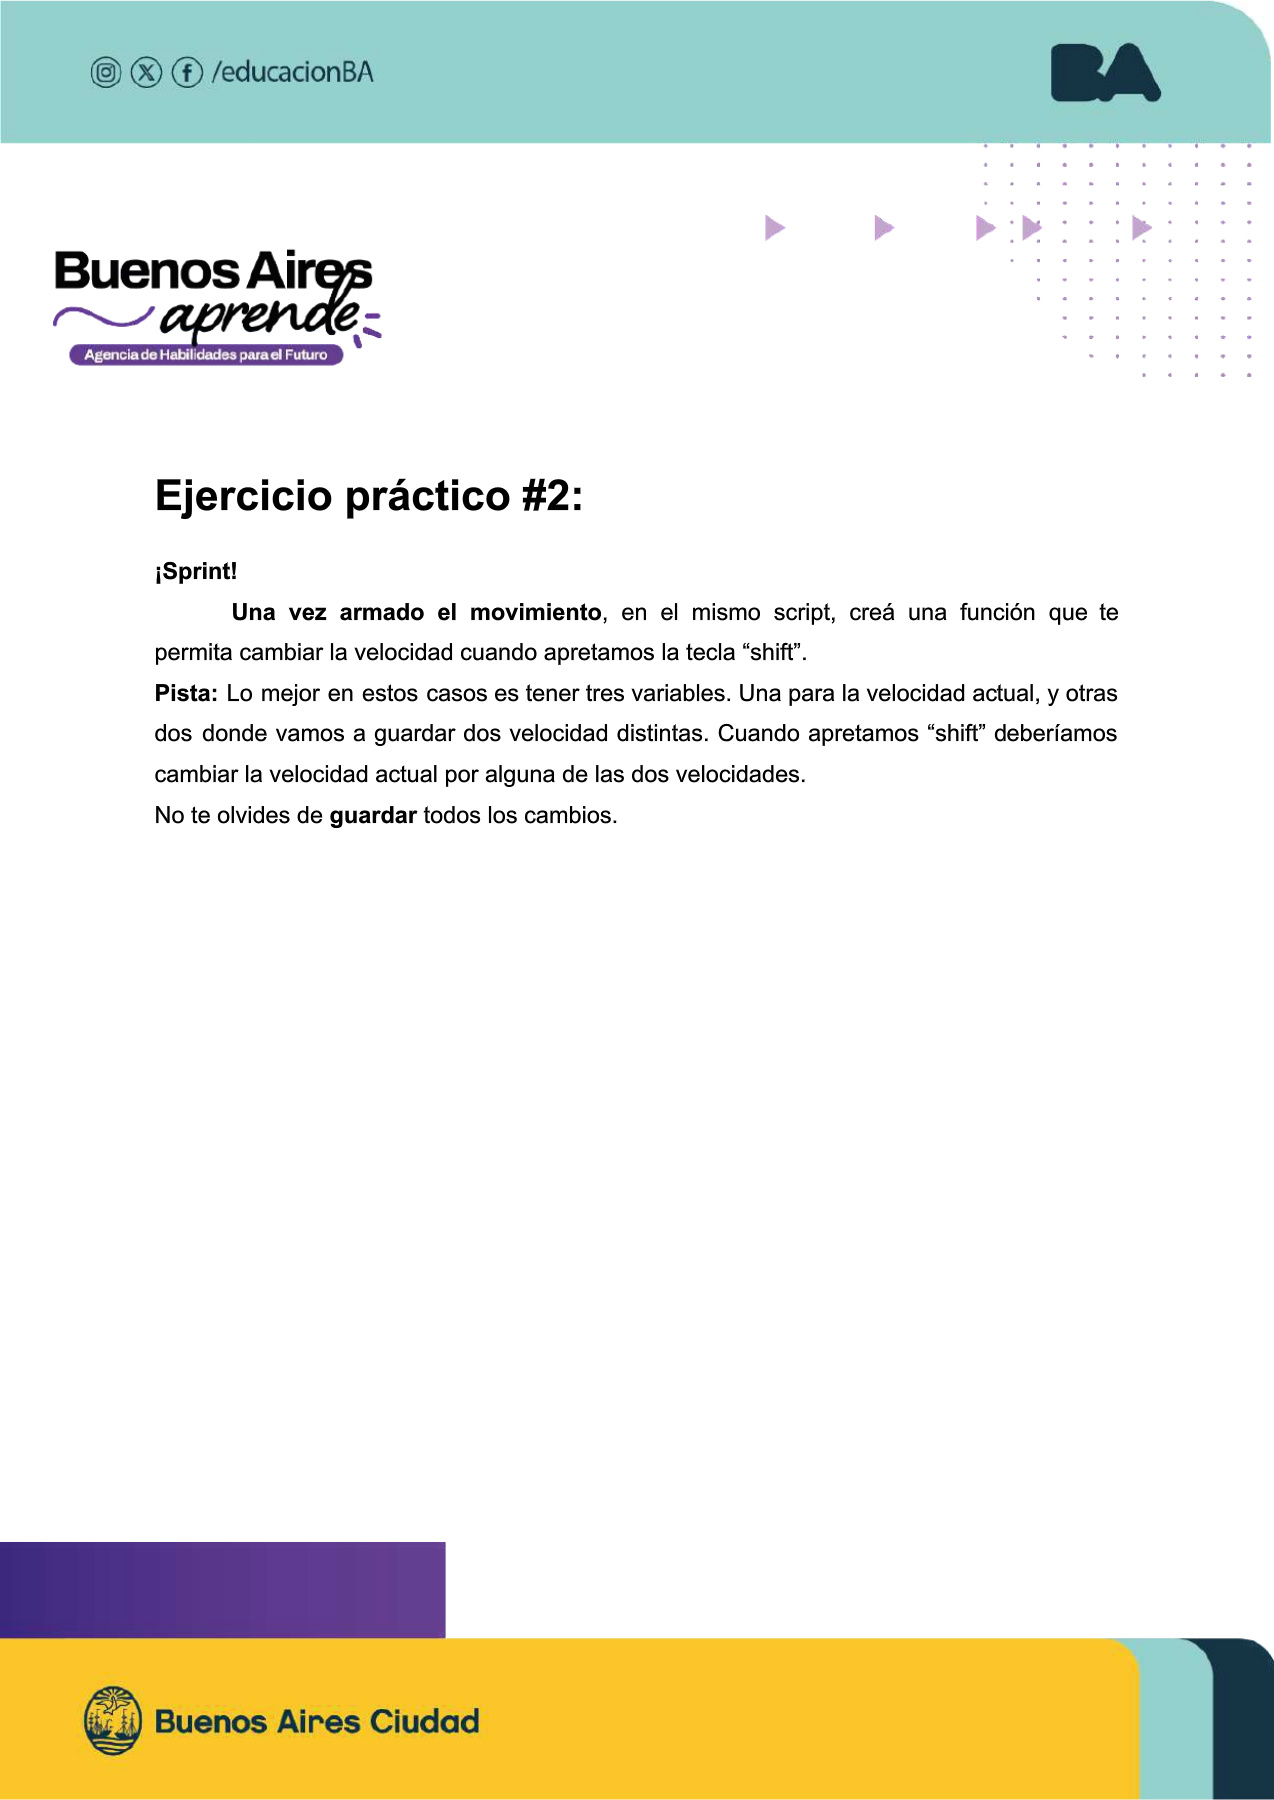 /educacionBA
BA
Buenos Aires
aprende
Agencia de Habilidades para el Futuro
Ejercicio práctico #2:
¡Sprint!
Una vez armado el movimiento, en el mismo script, creá una función que te
permita cambiar la velocidad cuando apretamos la tecla “shift”.
Pista: Lo mejor en estos casos es tener tres variables. Una para la velocidad actual, y otras
dos donde vamos a guardar dos velocidad distintas. Cuando apretamos “shift” deberíamos
cambiar la velocidad actual por alguna de las dos velocidades.
No te olvides de guardar todos los cambios.
Buenos Aires Ciudad